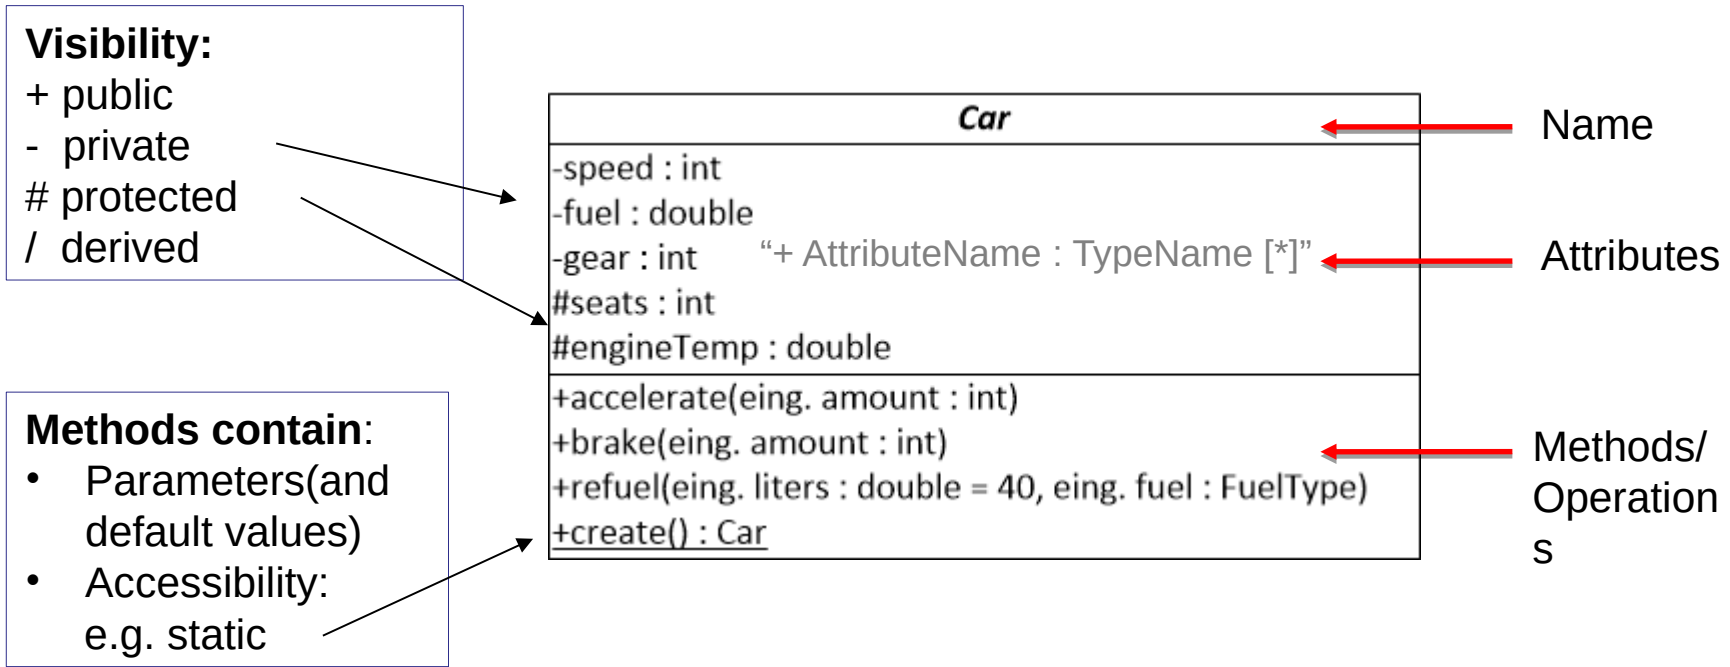 Visibility:
+ public
- private
# protected
/ derived
Methods contain:
• Parameters(and
default values)
• Accessibility:
e.g. static
Car
-speed : int
-fuel : double
-gear : int
“+ AttributeName : TypeName [*]”
#seats : int
#engineTemp : double
+accelerate(eing. amount : int)
+brake(eing. amount : int)
+refuel(eing. liters : double = 40, eing. fuel : FuelType)
+create() : Car
Name
Attributes
Methods/
Operation
s